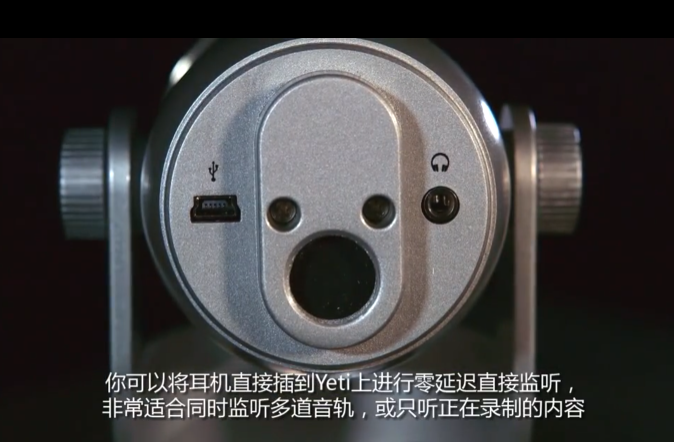 你可以将耳机直接插到Yeti上进行零延迟直接监听，
非常适合同时监听多道音轨，或只听正在录制的内容